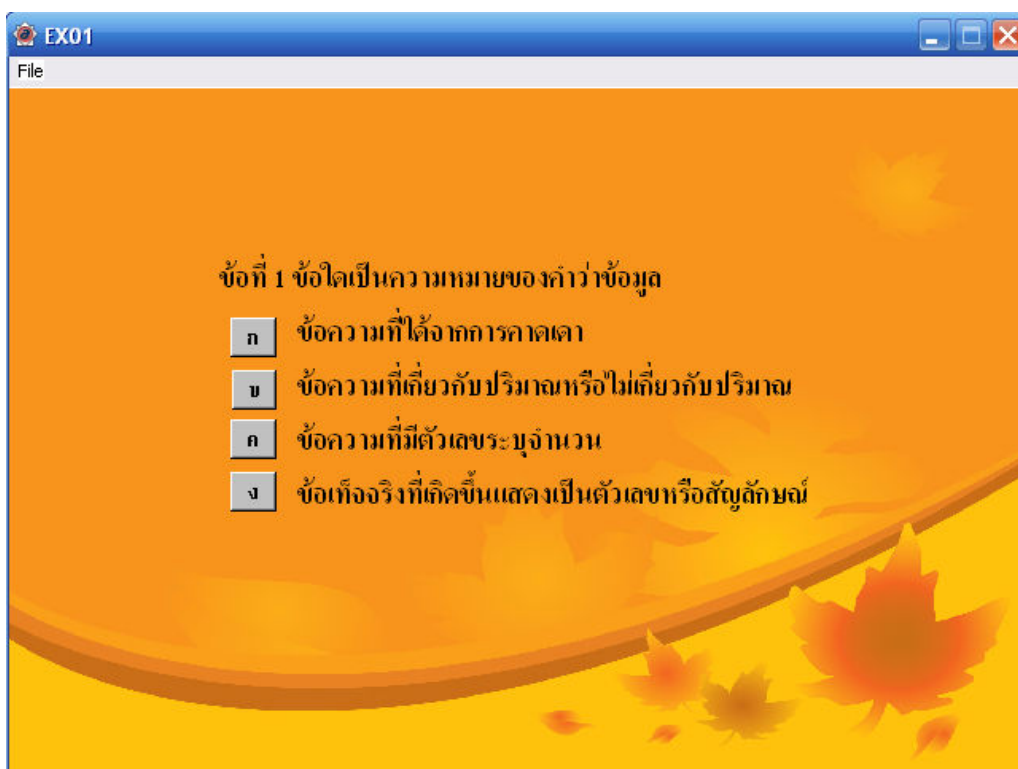 EX01
File
ข้อที่ 1 ข้อใดเป็นความหมายของคำว่าข้อมูล
ก ข้อความที่ได้จากการคาดเดา
ข ข้อความที่เกี่ยวกับปริมาณหรือไม่เกี่ยวกับปริมาณ
ค ข้อความที่มีตัวเลขระบุจำนวน
ง ข้อเท็จจริงที่เกิดขึ้นแสดงเป็นตัวเลขหรือสัญลักษณ์